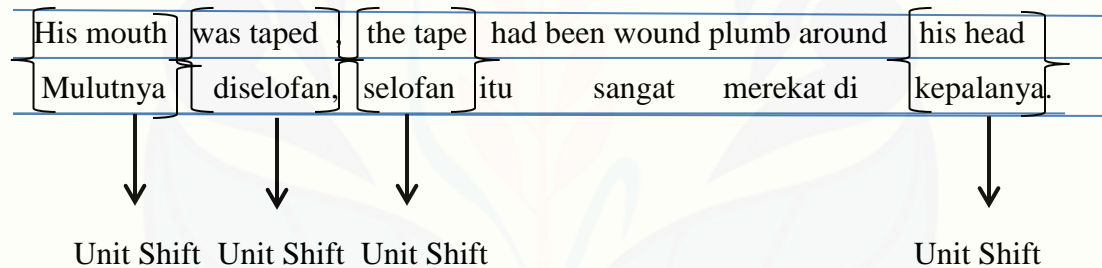 His mouth was taped , the tape had been wound plumb around his head
Mulutnya diselofan, selofan itu sangat merekat di kepalanya.
Unit Shift Unit Shift Unit Shift Unit Shift